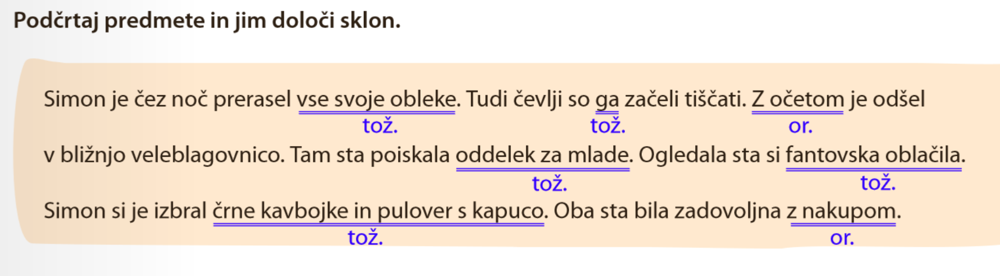 Podčrtaj predmete in jim določi sklon.
Simon je čez noč prerasel vse svoje obleke. Tudi čevlji so ga začeli tiščati. Z očetom je odšel
tož. tož. or.
v bližnjo veleblagovnico. Tam sta poiskala oddelek za mlade. Ogledala sta si fantovska oblačila.
tož. tož.
Simon si je izbral črne kavbojke in pulover s kapuco. Oba sta bila zadovoljna z nakupom.
tož. or.